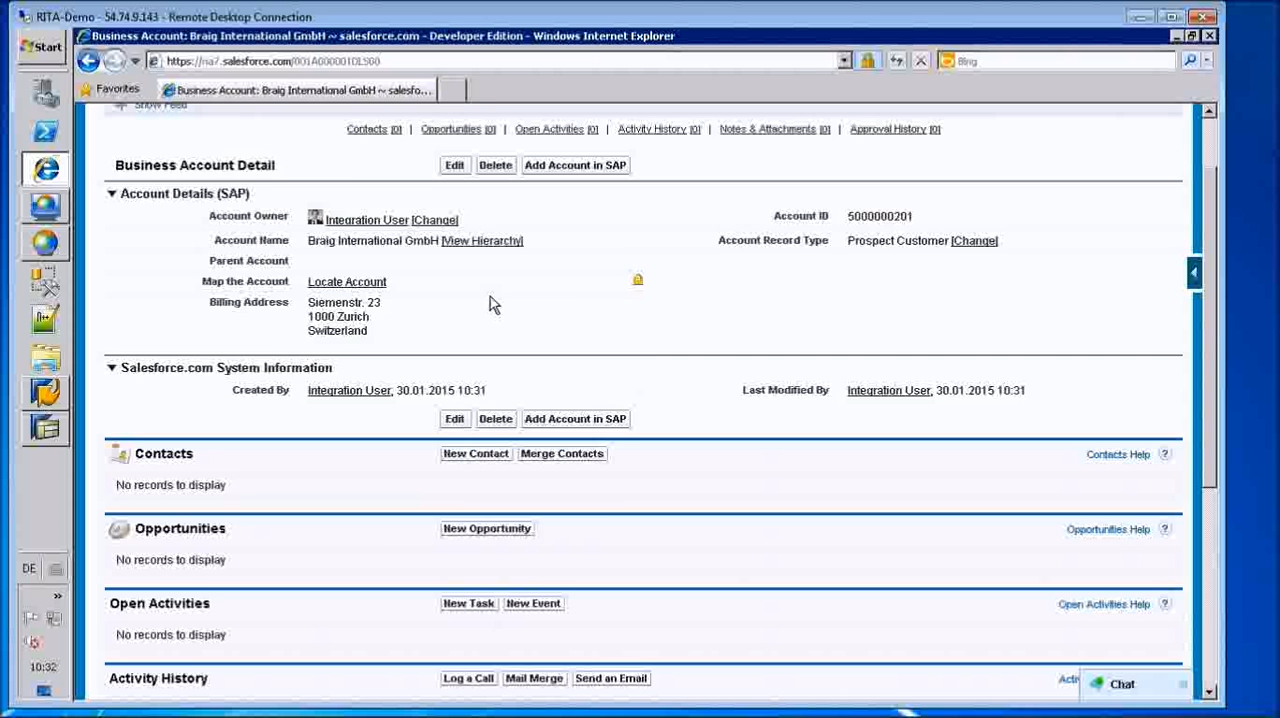 RITA-Demo - 54.74.9.143 - Remote Desktop Connection
Start
Business Account: Braig International GmbH ~ salesforce.com - Developer Edition - Windows Internet Explorer
Bing
Favorites
Business Account: Braig International GmbH ~ salesfo...
Show Feed
Contacts [0] | Opportunities [0] | Open Activities [0] | Activity History [0] | Notes & Attachments [0] | Approval History [0]
Business Account Detail Edit Delete Add Account in SAP
Account Details (SAP)
Account Owner Integration User [Change] Account ID 5000000201
Account Name Braig International GmbH [View Hierarchy] Account Record Type Prospect Customer [Change]
Parent Account
Map the Account Locate Account
Billing Address Siemenstr. 23
1000 Zurich
Switzerland
Salesforce.com System Information
Created By Integration User, 30.01.2015 10:31 Last Modified By Integration User, 30.01.2015 10:31
Edit Delete Add Account in SAP
Contacts New Contact Merge Contacts Contacts Help ?
No records to display
Opportunities New Opportunity Opportunities Help ?
No records to display
DE
Open Activities New Task New Event Open Activities Help ?
No records to display
10:32
Activity History Log a Call Mail Merge Send an Email
Chat